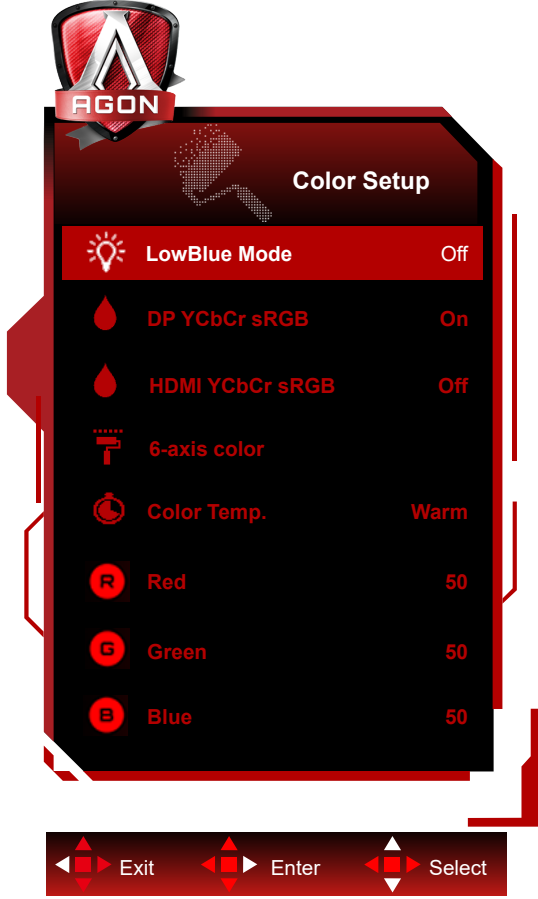 AGON
Color Setup
LowBlue Mode Off
DP YCbCr sRGB On
HDMI YCbCr sRGB Off
6-axis color
Color Temp. Warm
R Red 50
G Green 50
B Blue 50
Exit Enter Select